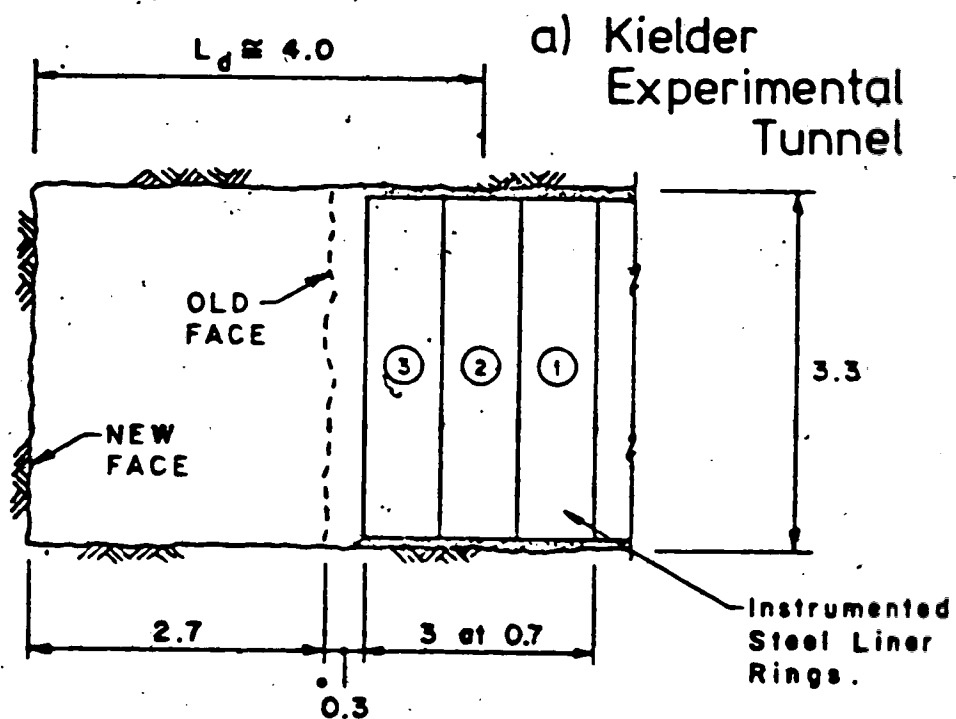 a) Kielder
Experimental
Tunnel
L_d ≅ 4.0
OLD
FACE
3
2
1
3.3
NEW
FACE
2.7
3 at 0.7
0.3
Instrumented
Steel Liner
Rings.